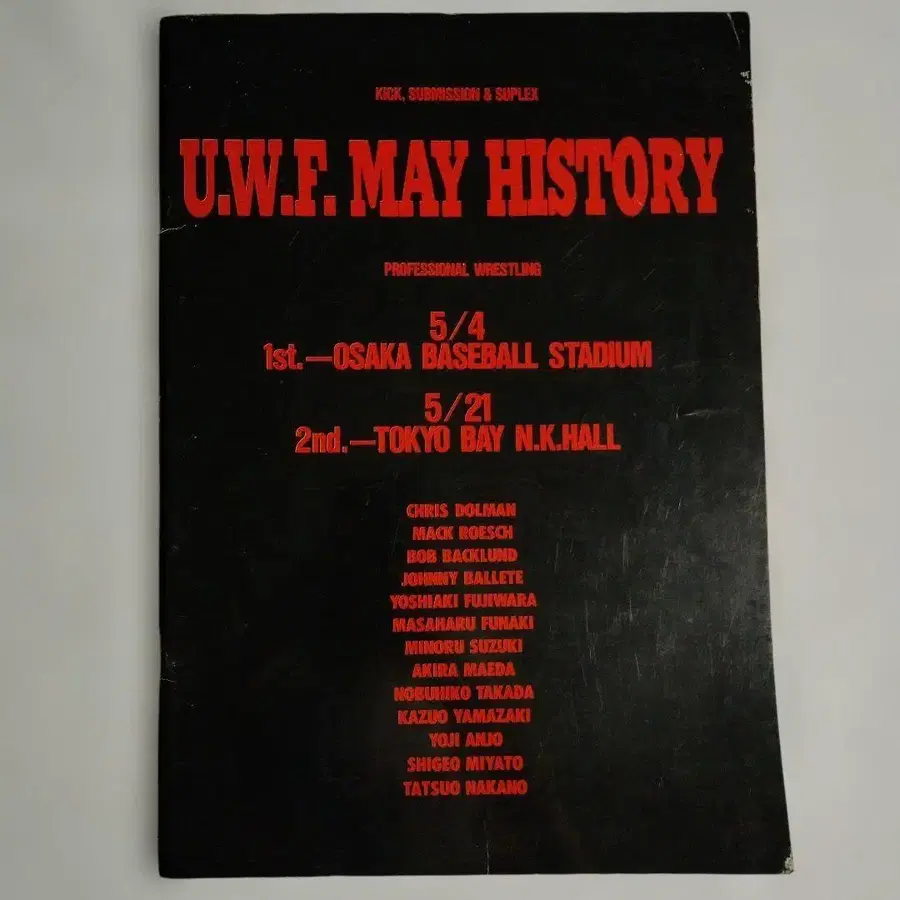 KICK, SUBMISSION & SUPLEX
U.W.F. MAY HISTORY
PROFESSIONAL WRESTLING
5/4
1st.—OSAKA BASEBALL STADIUM
5/21
2nd.—TOKYO BAY N.K.HALL
CHRIS DOLMAN
MACK ROESCH
BOB BACKLUND
JOHNNY BALLETE
YOSHIAKI FUJIWARA
MASAHARU FUNAKI
MINORU SUZUKI
AKIRA MAEDA
NOBUHIKO TAKADA
KAZUO YAMAZAKI
YOJI ANJO
SHIGEO MIYATO
TATSUO NAKANO